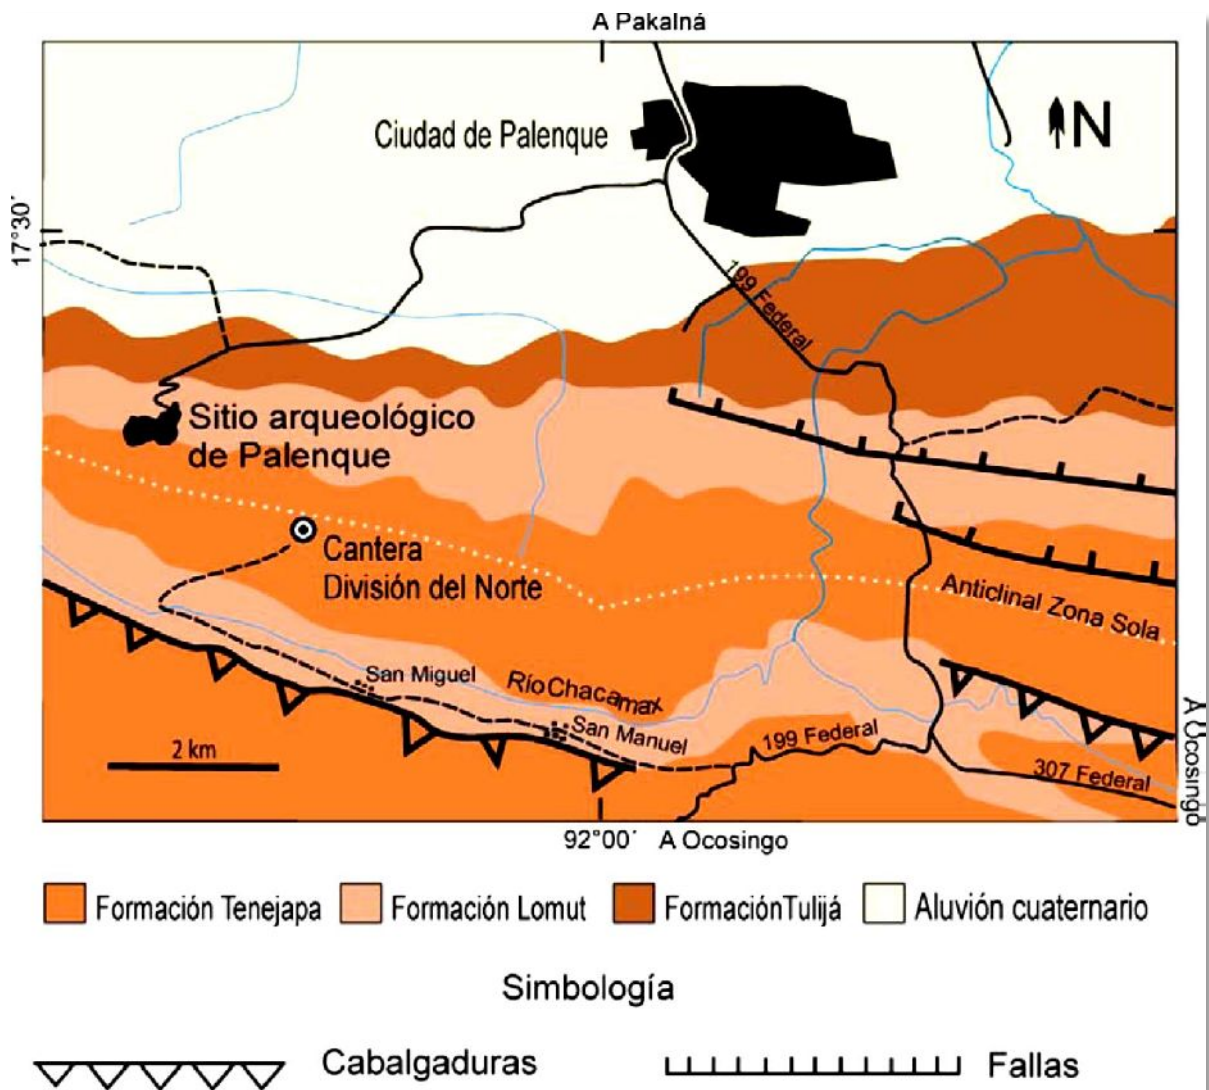 A Pakalná
Ciudad de Palenque
N
17°30´
199 Federal
Sitio arqueológico
de Palenque
Cantera
División del Norte
Anticlinal Zona Sola
San Miguel
Río Chacamax
San Manuel
199 Federal
2 km
307 Federal
A Ocosingo
92°00´
A Ocosingo
Formación Tenejapa
Formación Lomut
FormaciónTulijá
Aluvión cuaternario
Simbología
Cabalgaduras
Fallas